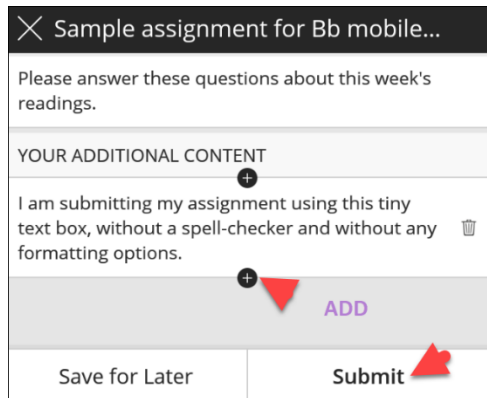 Sample assignment for Bb mobile...
Please answer these questions about this week's
readings.
YOUR ADDITIONAL CONTENT
I am submitting my assignment using this tiny
text box, without a spell-checker and without any
formatting options.
ADD
Save for Later
Submit